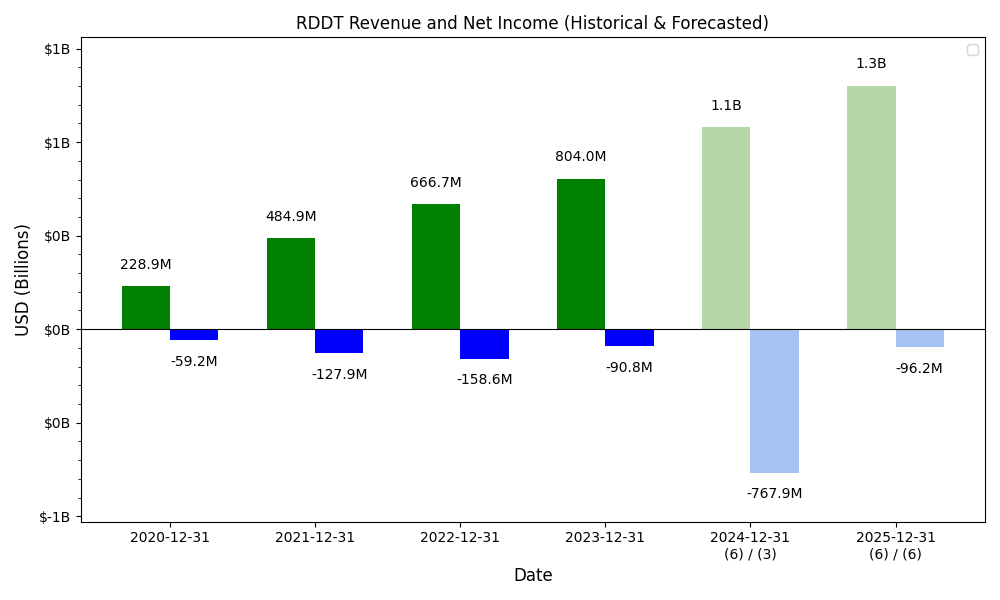 RDDT Revenue and Net Income (Historical & Forecasted)
USD (Billions)
$1B
$1B
$0B
$0B
$0B
$-1B
228.9M
484.9M
666.7M
804.0M
1.1B
1.3B
-59.2M
-127.9M
-158.6M
-90.8M
-767.9M
-96.2M
2020-12-31
2021-12-31
2022-12-31
2023-12-31
2024-12-31
(6) / (3)
2025-12-31
(6) / (6)
Date